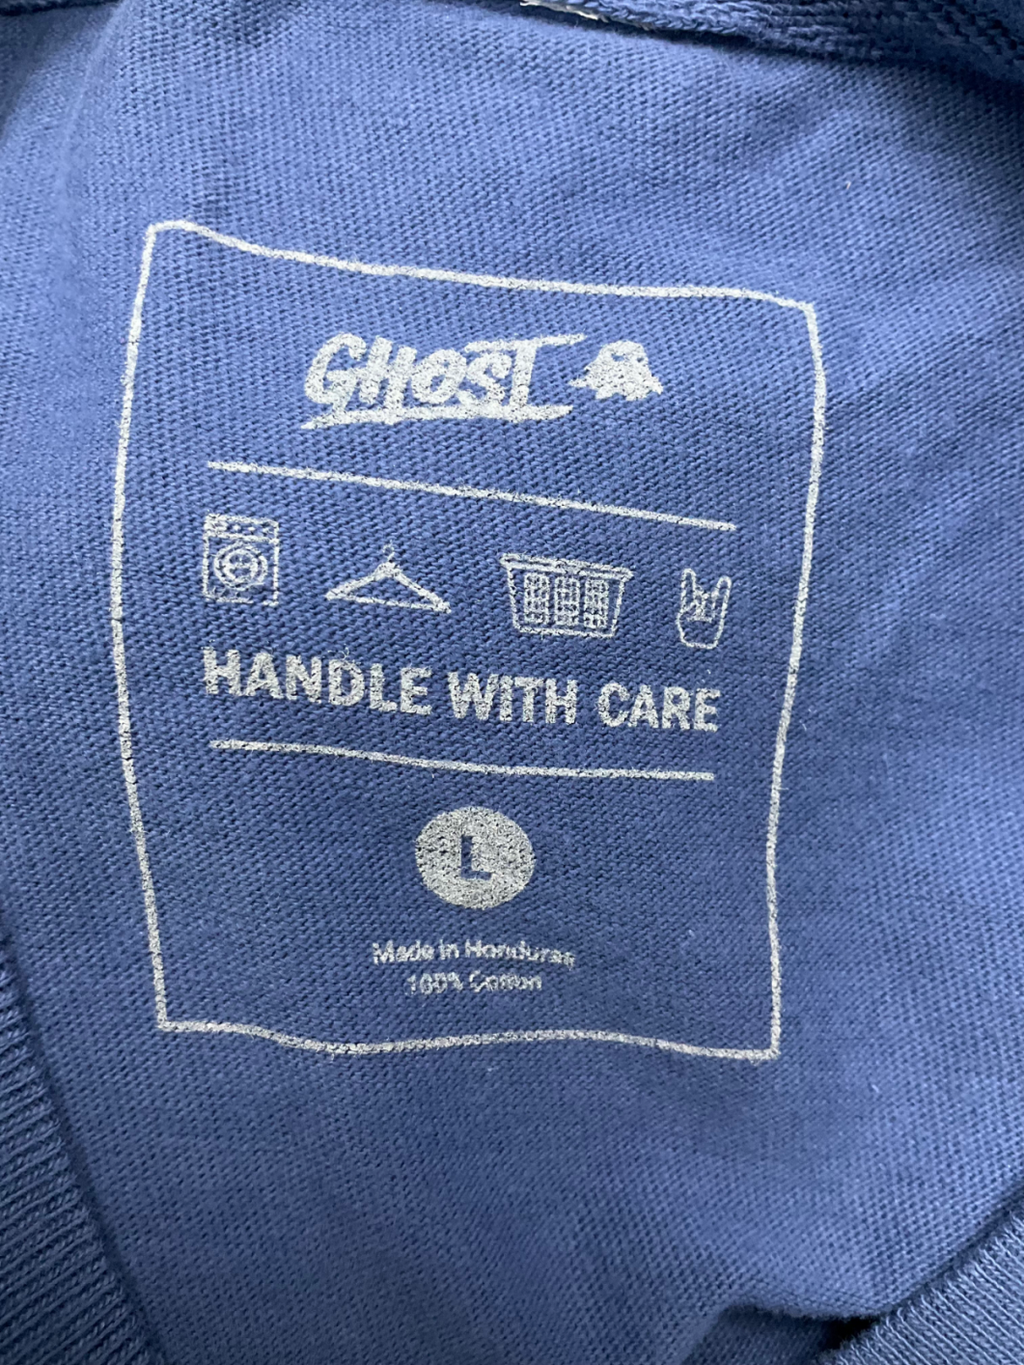 GHOST
HANDLE WITH CARE
L
Made in Honduras
100% Cotton